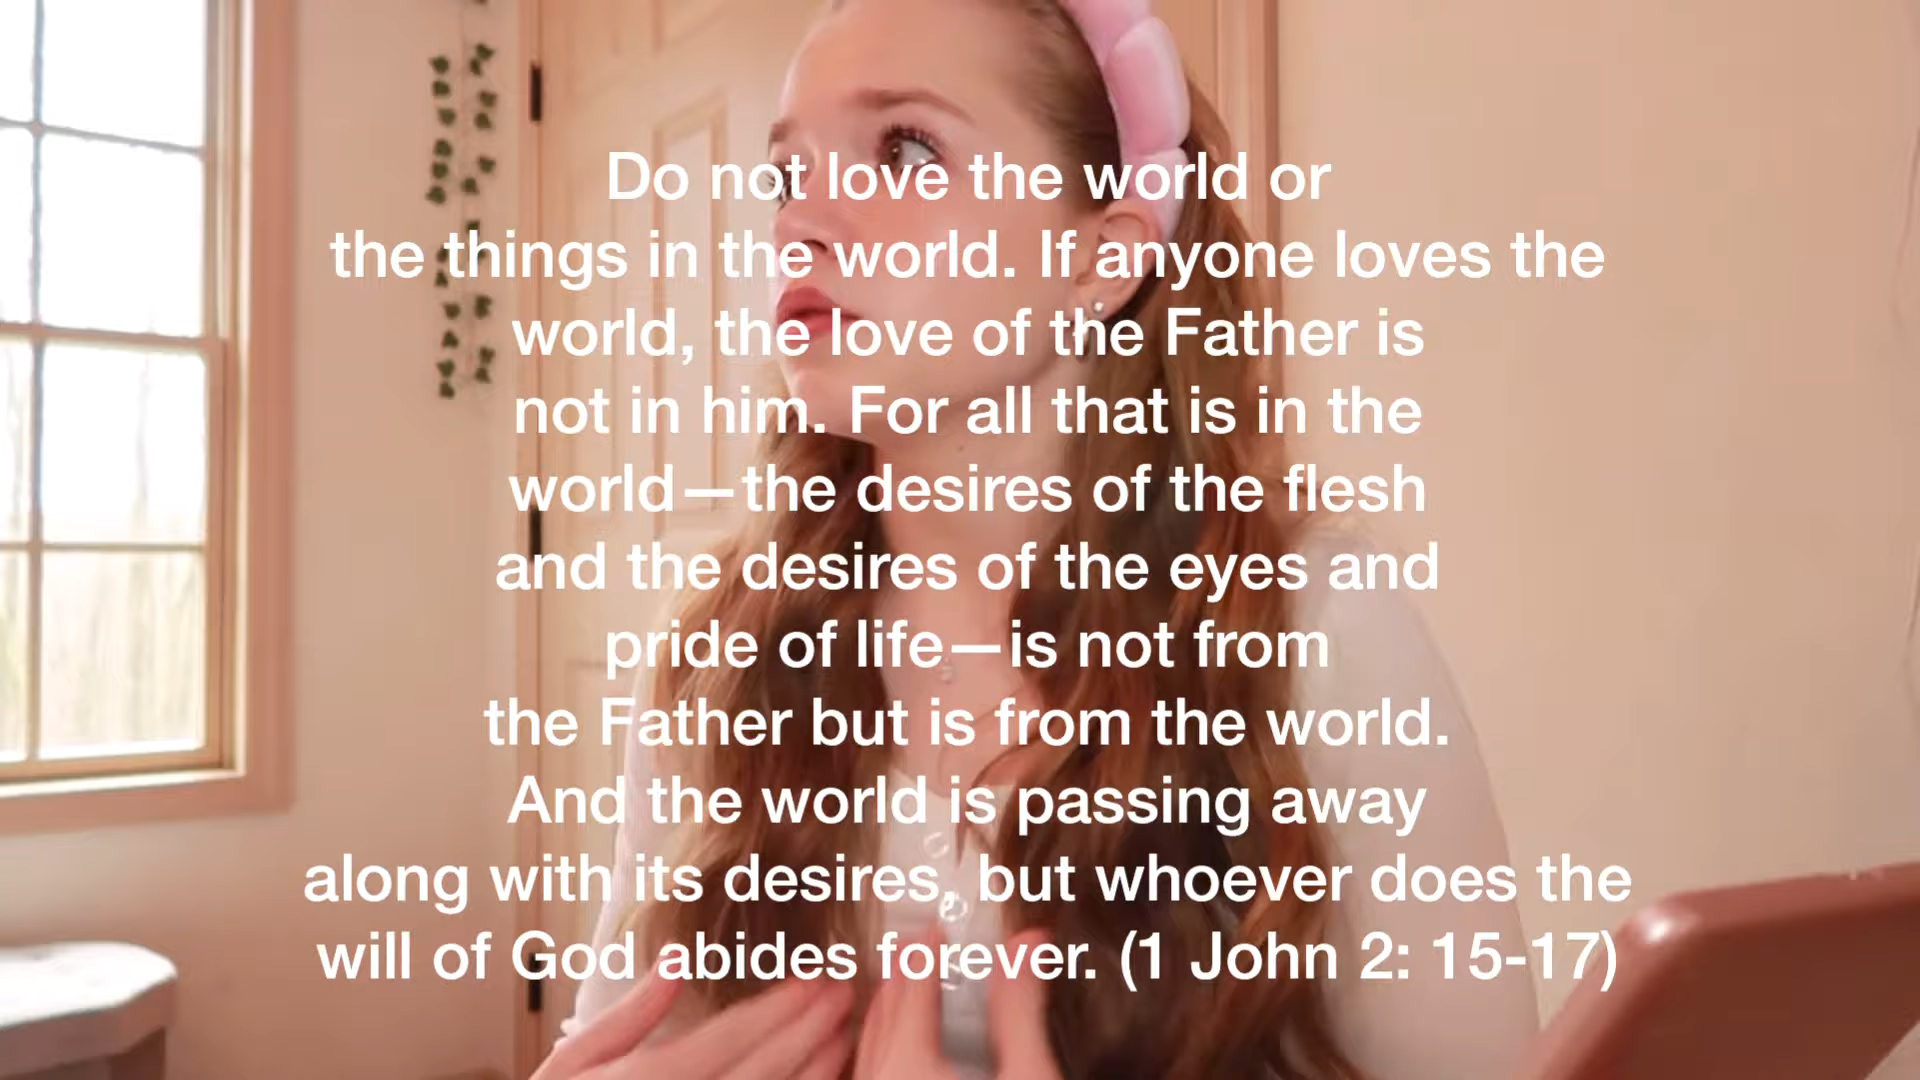 Do not love the world or
the things in the world. If anyone loves the
world, the love of the Father is
not in him. For all that is in the
world—the desires of the flesh
and the desires of the eyes and
pride of life—is not from
the Father but is from the world.
And the world is passing away
along with its desires, but whoever does the
will of God abides forever. (1 John 2: 15-17)